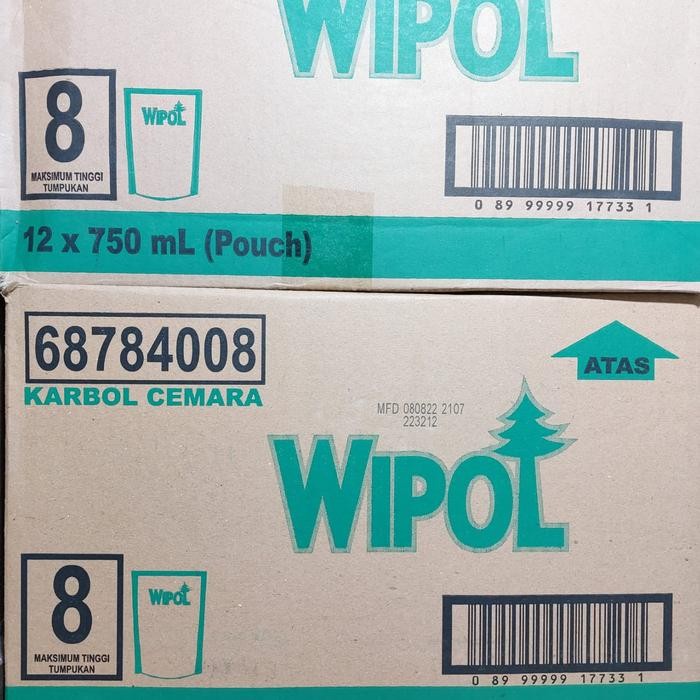 WIPOL
8
MAKSIMUM TINGGI
TUMPUKAN
WIPOL
0 89 99999 17733 1
12 x 750 mL (Pouch)
68784008
KARBOL CEMARA
ATAS
MFD 080822 2107
223212
WIPOL
8
MAKSIMUM TINGGI
TUMPUKAN
WIPOL
0 89 99999 17733 1